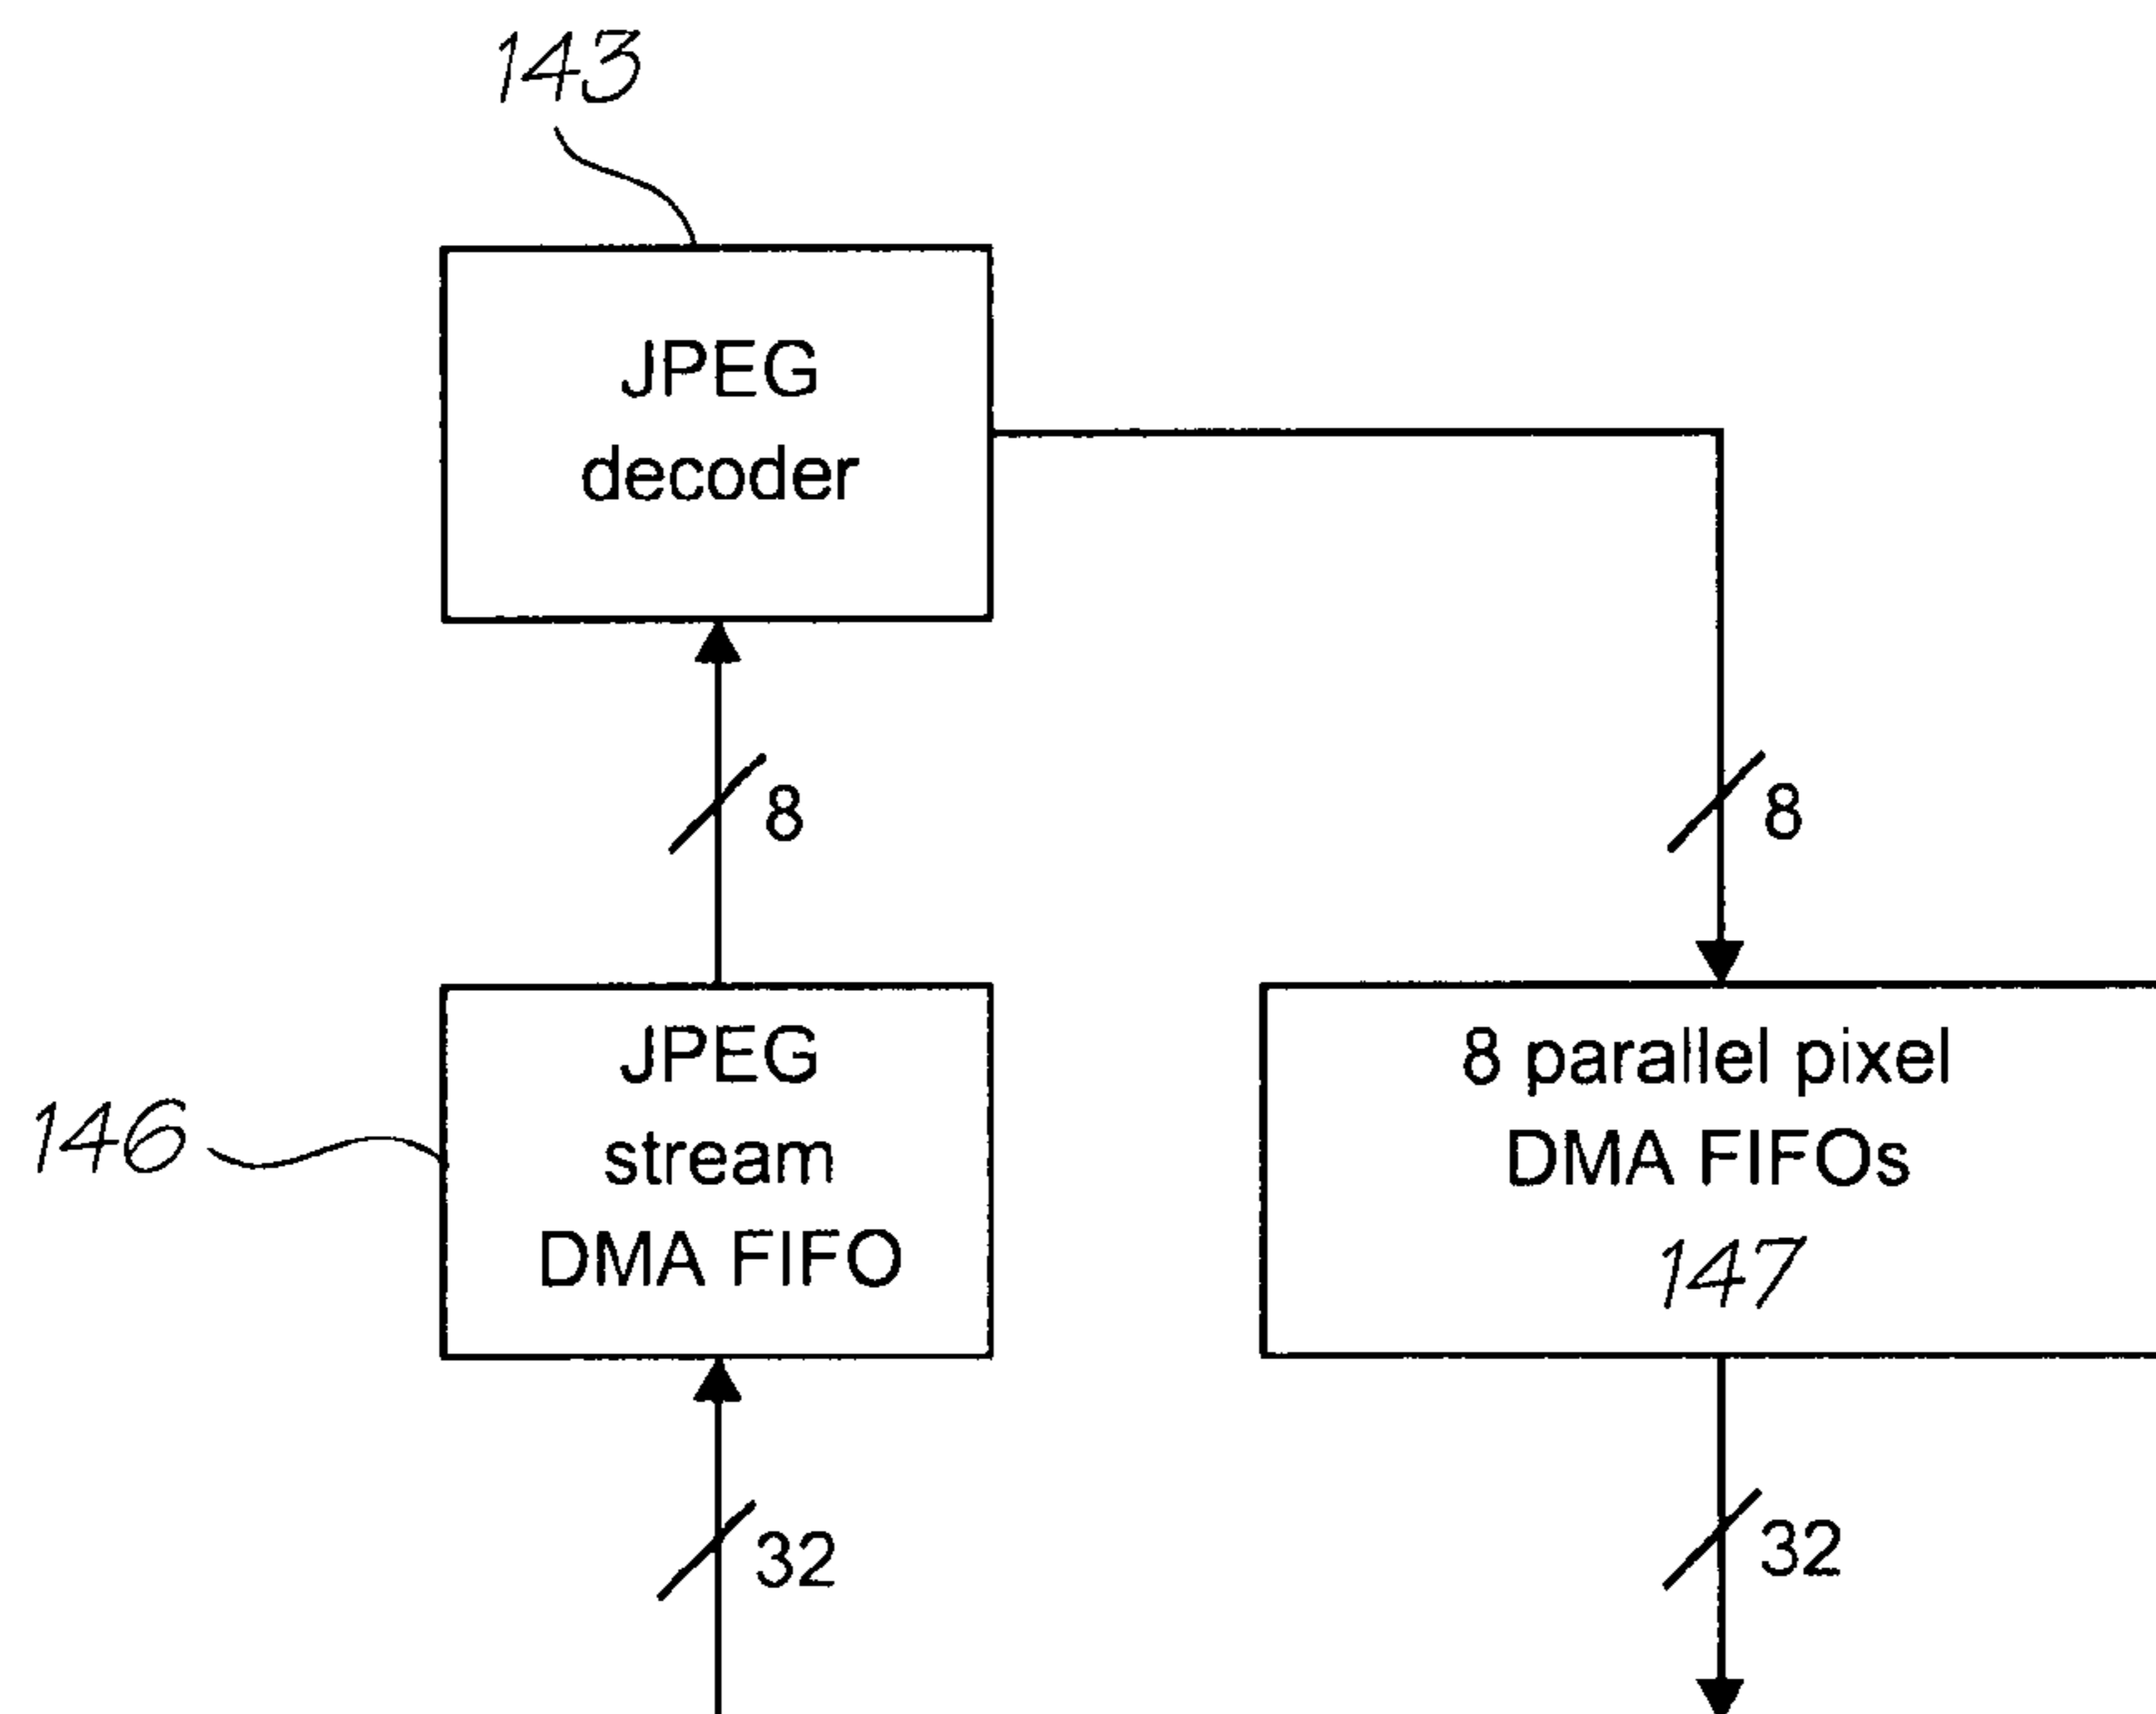 143
JPEG
decoder
8
8
JPEG
stream
DMA FIFO
146
8 parallel pixel
DMA FIFOs
147
32
32